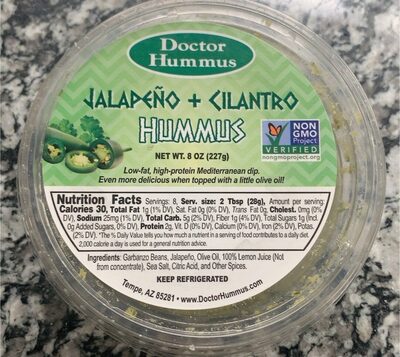 Doctor
Hummus
JALAPEÑO + CILANTRO
HUMMUS
NET WT. 8 OZ (227g)
NON
GMO
Project
VERIFIED
nongmoproject.org
Low-fat, high-protein Mediterranean dip.
Even more delicious when topped with a little olive oil!
Nutrition Facts Servings: 8, Serv. size: 2 Tbsp (28g), Amount per serving:
Calories 30, Total Fat 1g (1% DV), Sat. Fat 0g (0% DV), Trans Fat 0g, Cholest. 0mg (0%
DV), Sodium 25mg (1% DV), Total Carb. 5g (2% DV), Fiber 1g (4% DV), Total Sugars 1g (Incl.
0g Added Sugars, 0% DV), Protein 2g, Vit. D (0% DV), Calcium (0% DV), Iron (2% DV), Potas.
(2% DV). "The % Daily Value tells you how much a nutrient in a serving of food contributes to a daily diet.
2,000 calorie a day is used for a general nutrition advice.
Ingredients: Garbanzo Beans, Jalapeño, Olive Oil, 100% Lemon Juice (Not
from concentrate), Sea Salt, Citric Acid, and Other Spices.
KEEP REFRIGERATED
Tempe, AZ 85281 • www.DoctorHummus.com